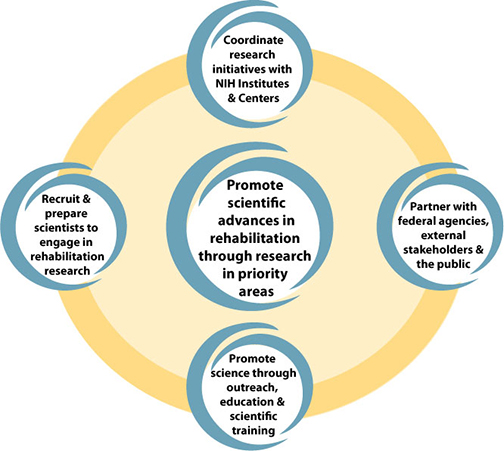 Coordinate
research
initiatives with
NIH Institutes
& Centers
Recruit &
prepare
scientists to
engage in
rehabilitation
research
Promote
scientific
advances in
rehabilitation
through research
in priority
areas
Partner with
federal agencies,
external
stakeholders &
the public
Promote
science through
outreach,
education &
scientific
training